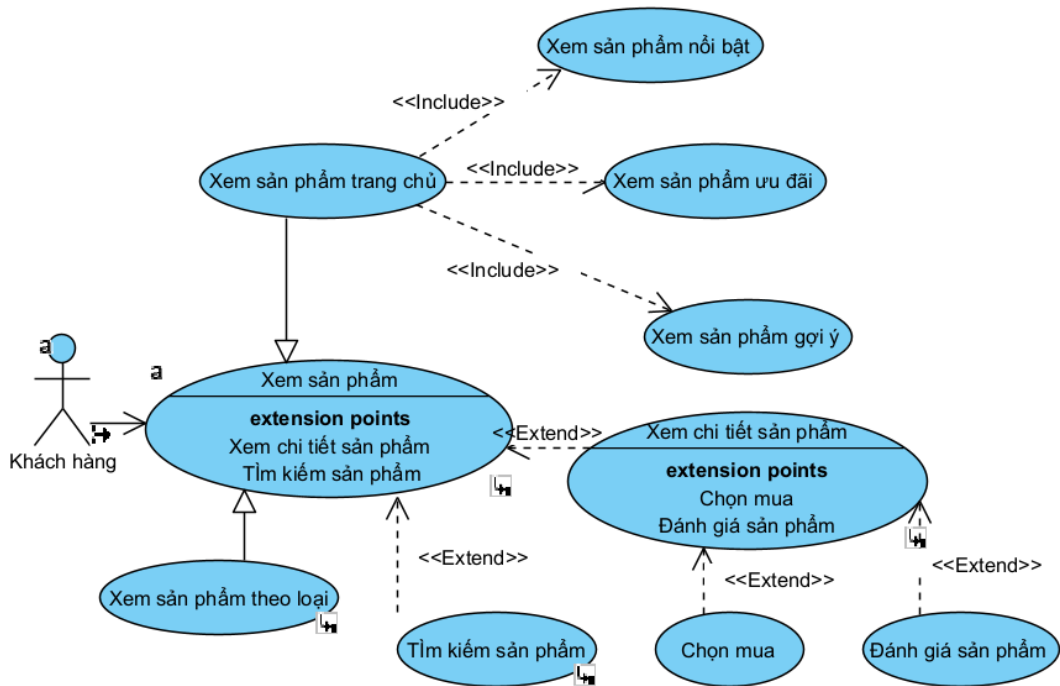 Xem sản phẩm nổi bật
<<Include>>
Xem sản phẩm trang chủ
<<Include>>
Xem sản phẩm ưu đãi
<<Include>>
Xem sản phẩm gợi ý
a
a
Khách hàng
Xem sản phẩm
extension points
Xem chi tiết sản phẩm
TÌm kiếm sản phẩm
<<Extend>>
Xem chi tiết sản phẩm
extension points
Chọn mua
Đánh giá sản phẩm
<<Extend>>
<<Extend>>
<<Extend>>
Xem sản phẩm theo loại
TÌm kiếm sản phẩm
Chọn mua
Đánh giá sản phẩm